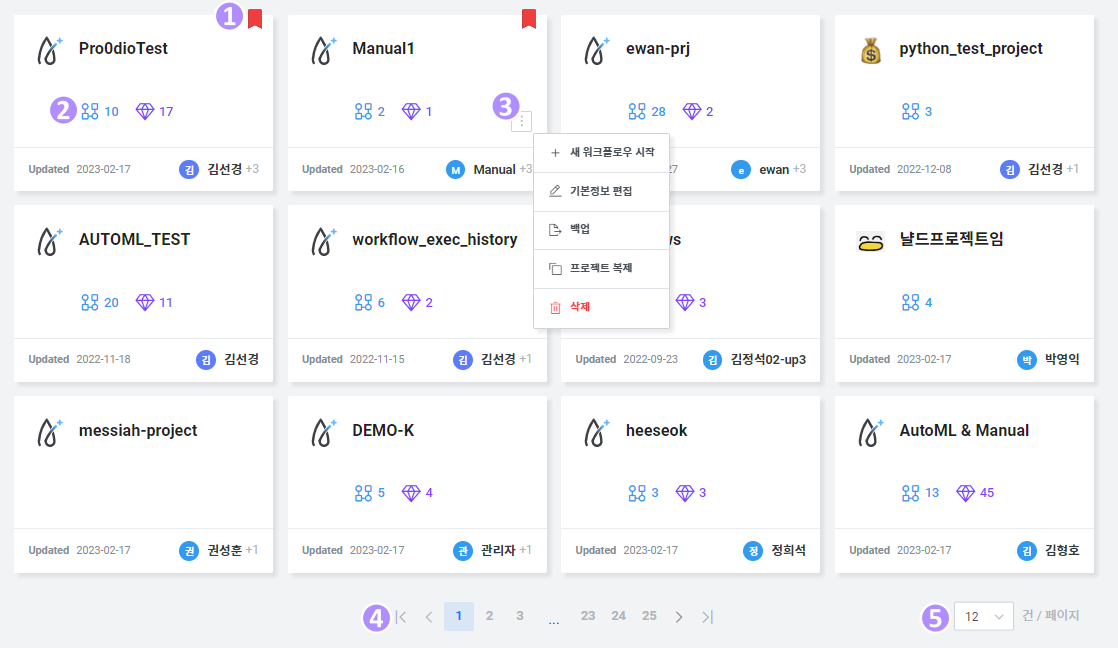 1
Pro0dioTest
Manual1
ewan-prj
python_test_project
2 10 17
2 1
3
28 2
3
Updated 2023-02-17 김 김선경 +3
Updated 2023-02-16 M Manual +3
27 e ewan +3
Updated 2022-12-08 김 김선경 +1
새 워크플로우 시작
기본정보 편집
백업
프로젝트 복제
삭제
AUTOML_TEST
workflow_exec_history
s
냘드프로젝트임
20 11
6 2
3
4
Updated 2022-11-18 김 김선경
Updated 2022-11-15 김 김선경 +1
Updated 2022-09-23 김 김정석02-up3
Updated 2023-02-17 박 박영익
messiah-project
DEMO-K
heeseok
AutoML & Manual
5 4
3 3
13 45
Updated 2023-02-17 권 권성훈 +1
Updated 2023-02-17 관 관리자 +1
Updated 2023-02-17 정 정희석
Updated 2023-02-17 김 김형호
4 1 2 3 ... 23 24 25
5 12 건 / 페이지